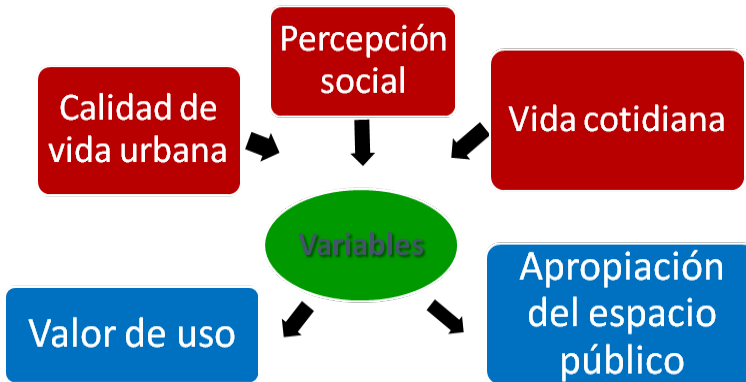 Percepción
social
Calidad de
vida urbana
Vida cotidiana
Variables
Valor de uso
Apropiación
del espacio
público